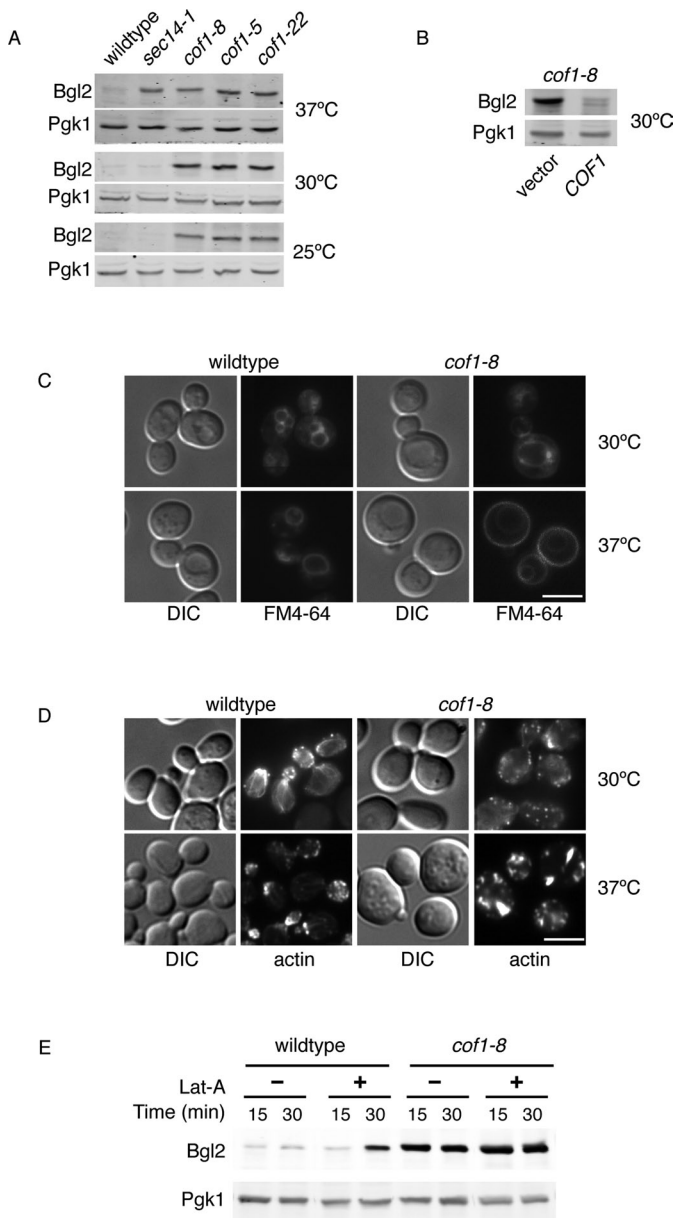 A
wildtype sec14-1 cof1-8 cof1-5 cof1-22
Bgl2
Pgk1
37ºC
Bgl2
Pgk1
30ºC
Bgl2
Pgk1
25ºC
B
cof1-8
Bgl2
Pgk1
30ºC
vector COF1
C
wildtype cof1-8
30ºC
37ºC
DIC FM4-64 DIC FM4-64
D
wildtype cof1-8
30ºC
37ºC
DIC actin DIC actin
E
wildtype cof1-8
Lat-A − + − +
Time (min) 15 30 15 30 15 30 15 30
Bgl2
Pgk1